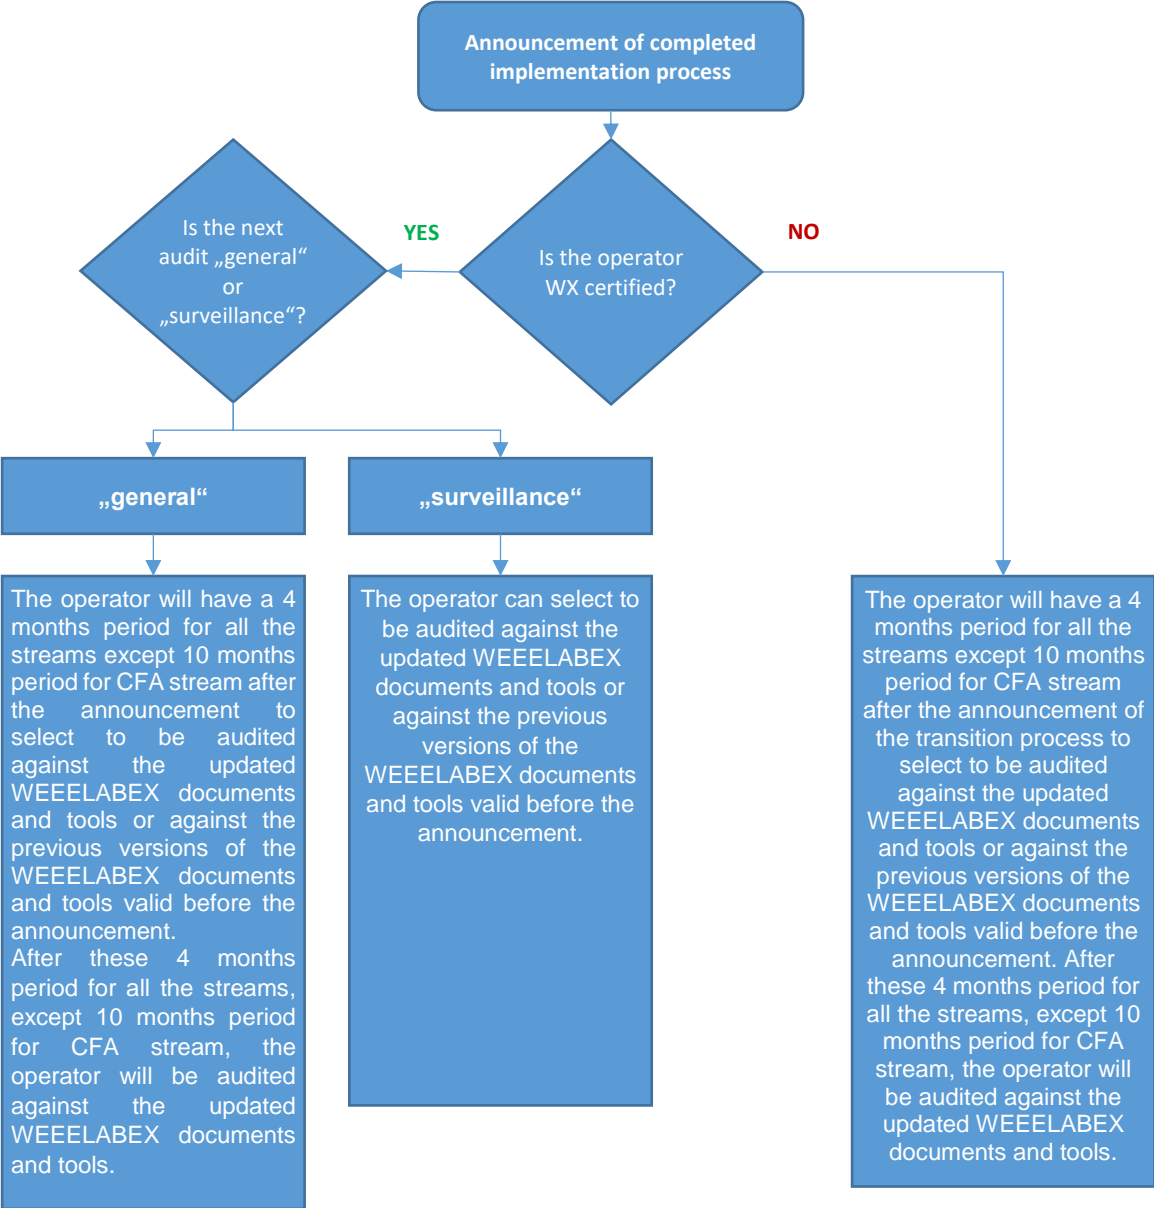 Announcement of completed
implementation process
Is the next
audit „general“
or
„surveillance“?
YES
Is the operator
WX certified?
NO
„general“
„surveillance“
The operator will have a 4
months period for all the
streams except 10 months
period for CFA stream after
the announcement to
select to be audited
against the updated
WEEELABEX documents
and tools or against the
previous versions of the
WEEELABEX documents
and tools valid before the
announcement.
After these 4 months
period for all the streams,
except 10 months period
for CFA stream, the
operator will be audited
against the updated
WEEELABEX documents
and tools.
The operator can select to
be audited against the
updated WEEELABEX
documents and tools or
against the previous
versions of the
WEEELABEX documents
and tools valid before the
announcement.
The operator will have a 4
months period for all the
streams except 10 months
period for CFA stream
after the announcement of
the transition process to
select to be audited
against the updated
WEEELABEX documents
and tools or against the
previous versions of the
WEEELABEX documents
and tools valid before the
announcement. After
these 4 months period for
all the streams, except 10
months period for CFA
stream, the operator will
be audited against the
updated WEEELABEX
documents and tools.